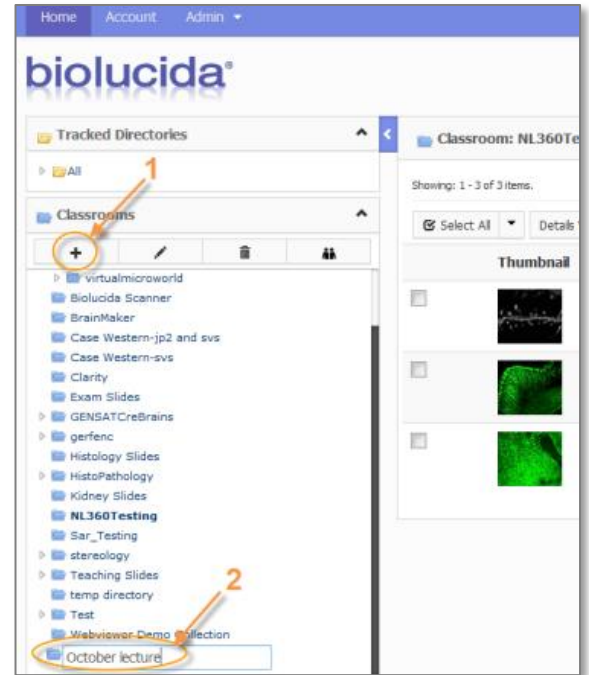 Home Account Admin
biolucida®
Tracked Directories
All
1
Classrooms
+
virtualmicroworld
Biolucida Scanner
BrainMaker
Case Western-jp2 and svs
Case Western-svs
Clarity
Exam Slides
GENSATCreBrains
gerfenc
Histology Slides
HistoPathology
Kidney Slides
NL360Testing
Sar_Testing
stereology
Teaching Slides
temp directory
2
Test
Webviewer Demo Collection
October lecture
Classroom: NL360Te
Showing: 1 - 3 of 3 items.
Select All Details
Thumbnail